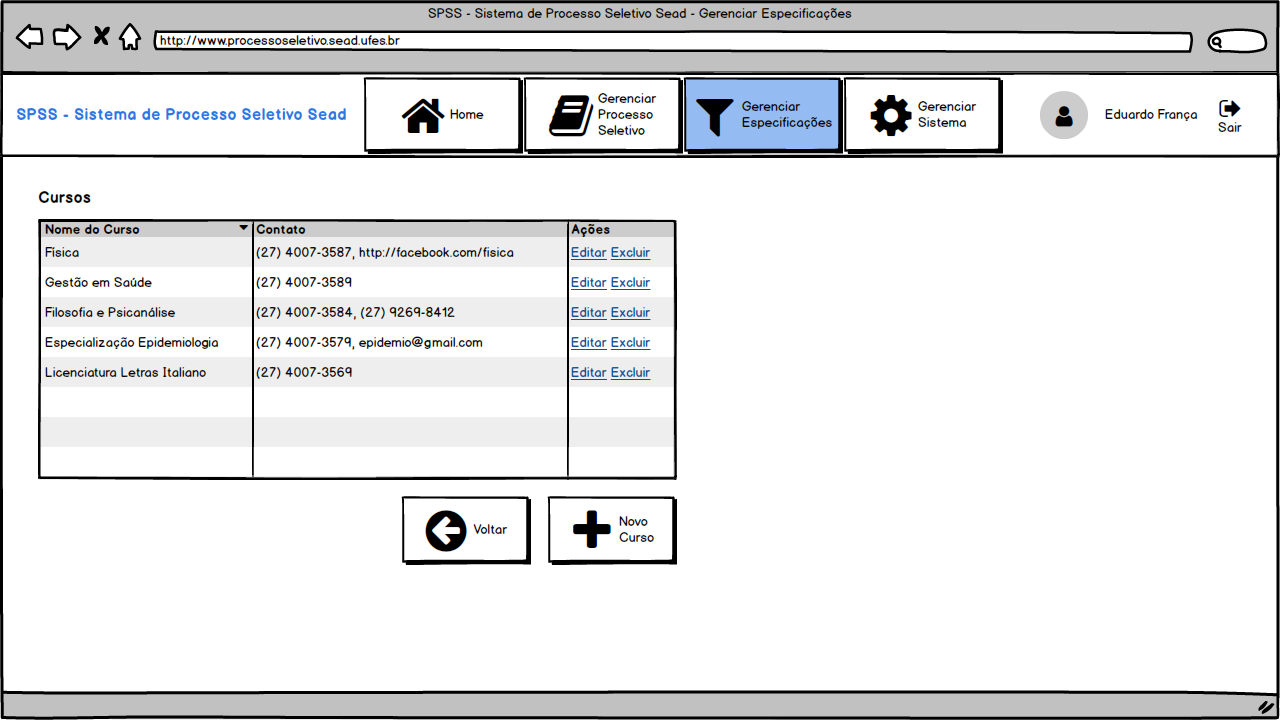 SPSS - Sistema de Processo Seletivo Sead - Gerenciar Especificações
http://www.processoseletivo.sead.ufes.br
SPSS - Sistema de Processo Seletivo Sead
Home
Gerenciar
Processo
Seletivo
Gerenciar
Especificações
Gerenciar
Sistema
Eduardo França
Sair
Cursos
Nome do Curso Contato Ações
Física (27) 4007-3587, http://facebook.com/fisica Editar Excluir
Gestão em Saúde (27) 4007-3589 Editar Excluir
Filosofia e Psicanálise (27) 4007-3584, (27) 9269-8412 Editar Excluir
Especialização Epidemiologia (27) 4007-3579, epidemio@gmail.com Editar Excluir
Licenciatura Letras Italiano (27) 4007-3569 Editar Excluir
Voltar
Novo
Curso